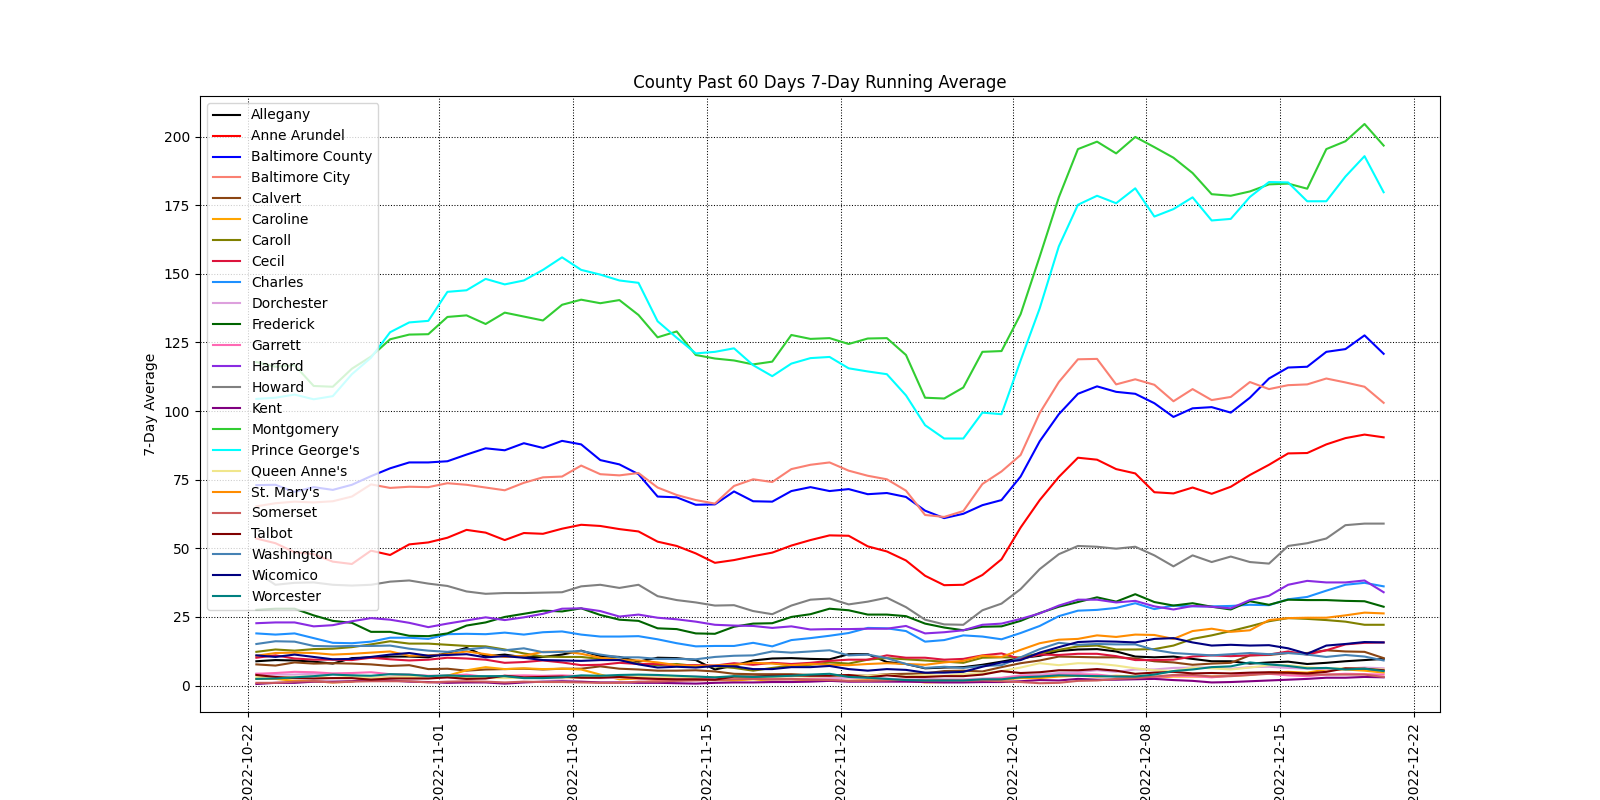 County Past 60 Days 7-Day Running Average
7-Day Average
200
175
150
125
100
75
50
25
0
Allegany
Anne Arundel
Baltimore County
Baltimore City
Calvert
Caroline
Caroll
Cecil
Charles
Dorchester
Frederick
Garrett
Harford
Howard
Kent
Montgomery
Prince George's
Queen Anne's
St. Mary's
Somerset
Talbot
Washington
Wicomico
Worcester
2022-10-22
2022-11-01
2022-11-08
2022-11-15
2022-11-22
2022-12-01
2022-12-08
2022-12-15
2022-12-22